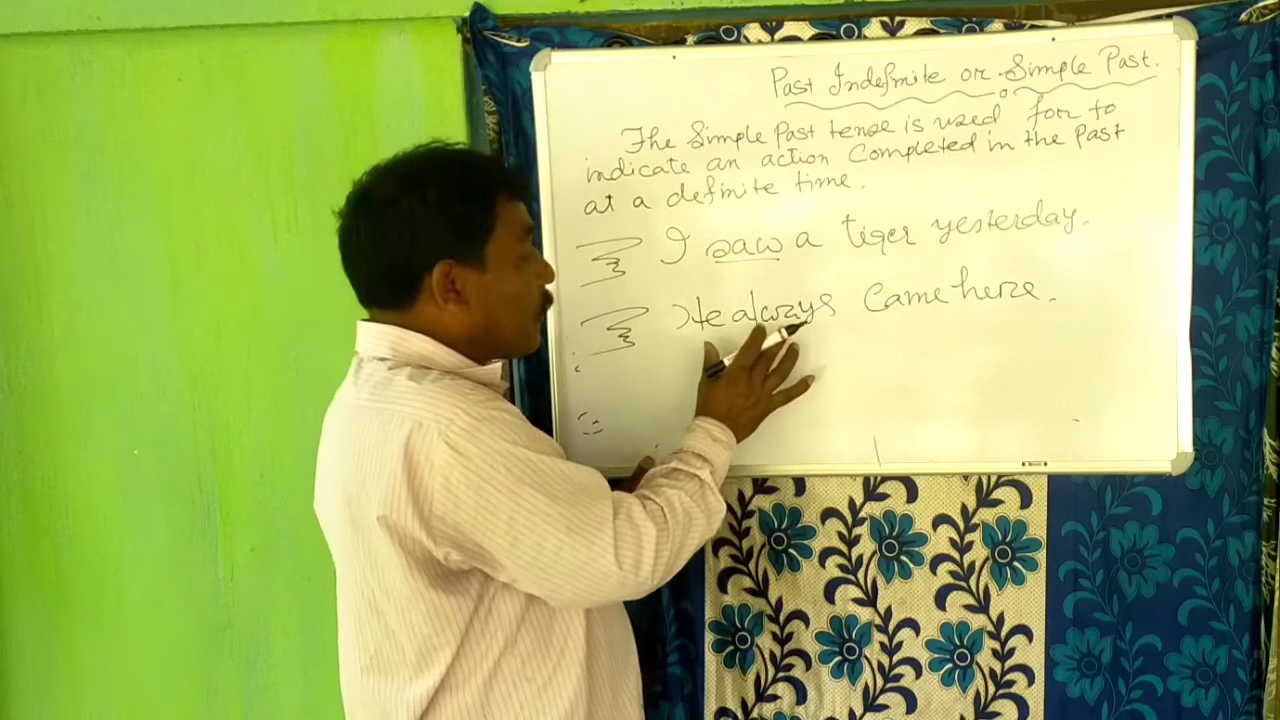 Past Indefinite or Simple Past.
The Simple Past tense is used for to
indicate an action Completed in the Past
at a definite time.
I saw a tiger yesterday.
He always Came here.